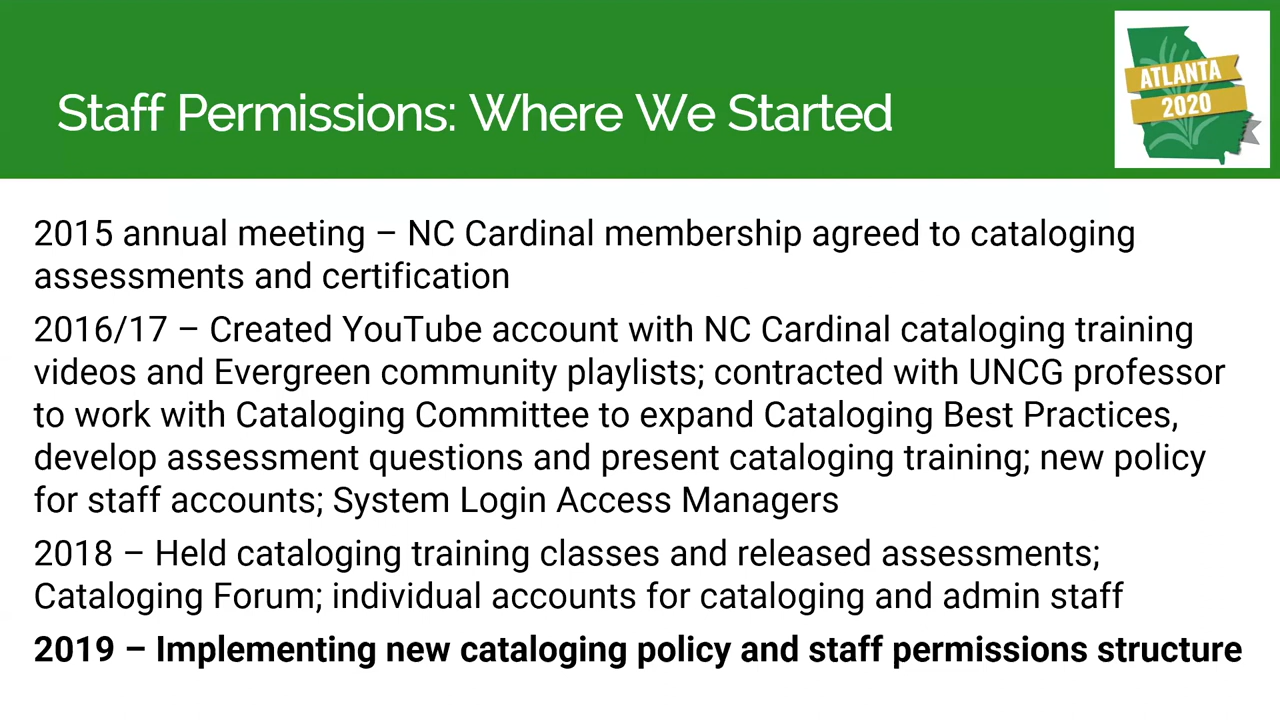 Staff Permissions: Where We Started
ATLANTA
2020
2015 annual meeting – NC Cardinal membership agreed to cataloging
assessments and certification
2016/17 – Created YouTube account with NC Cardinal cataloging training
videos and Evergreen community playlists; contracted with UNCG professor
to work with Cataloging Committee to expand Cataloging Best Practices,
develop assessment questions and present cataloging training; new policy
for staff accounts; System Login Access Managers
2018 – Held cataloging training classes and released assessments;
Cataloging Forum; individual accounts for cataloging and admin staff
2019 – Implementing new cataloging policy and staff permissions structure